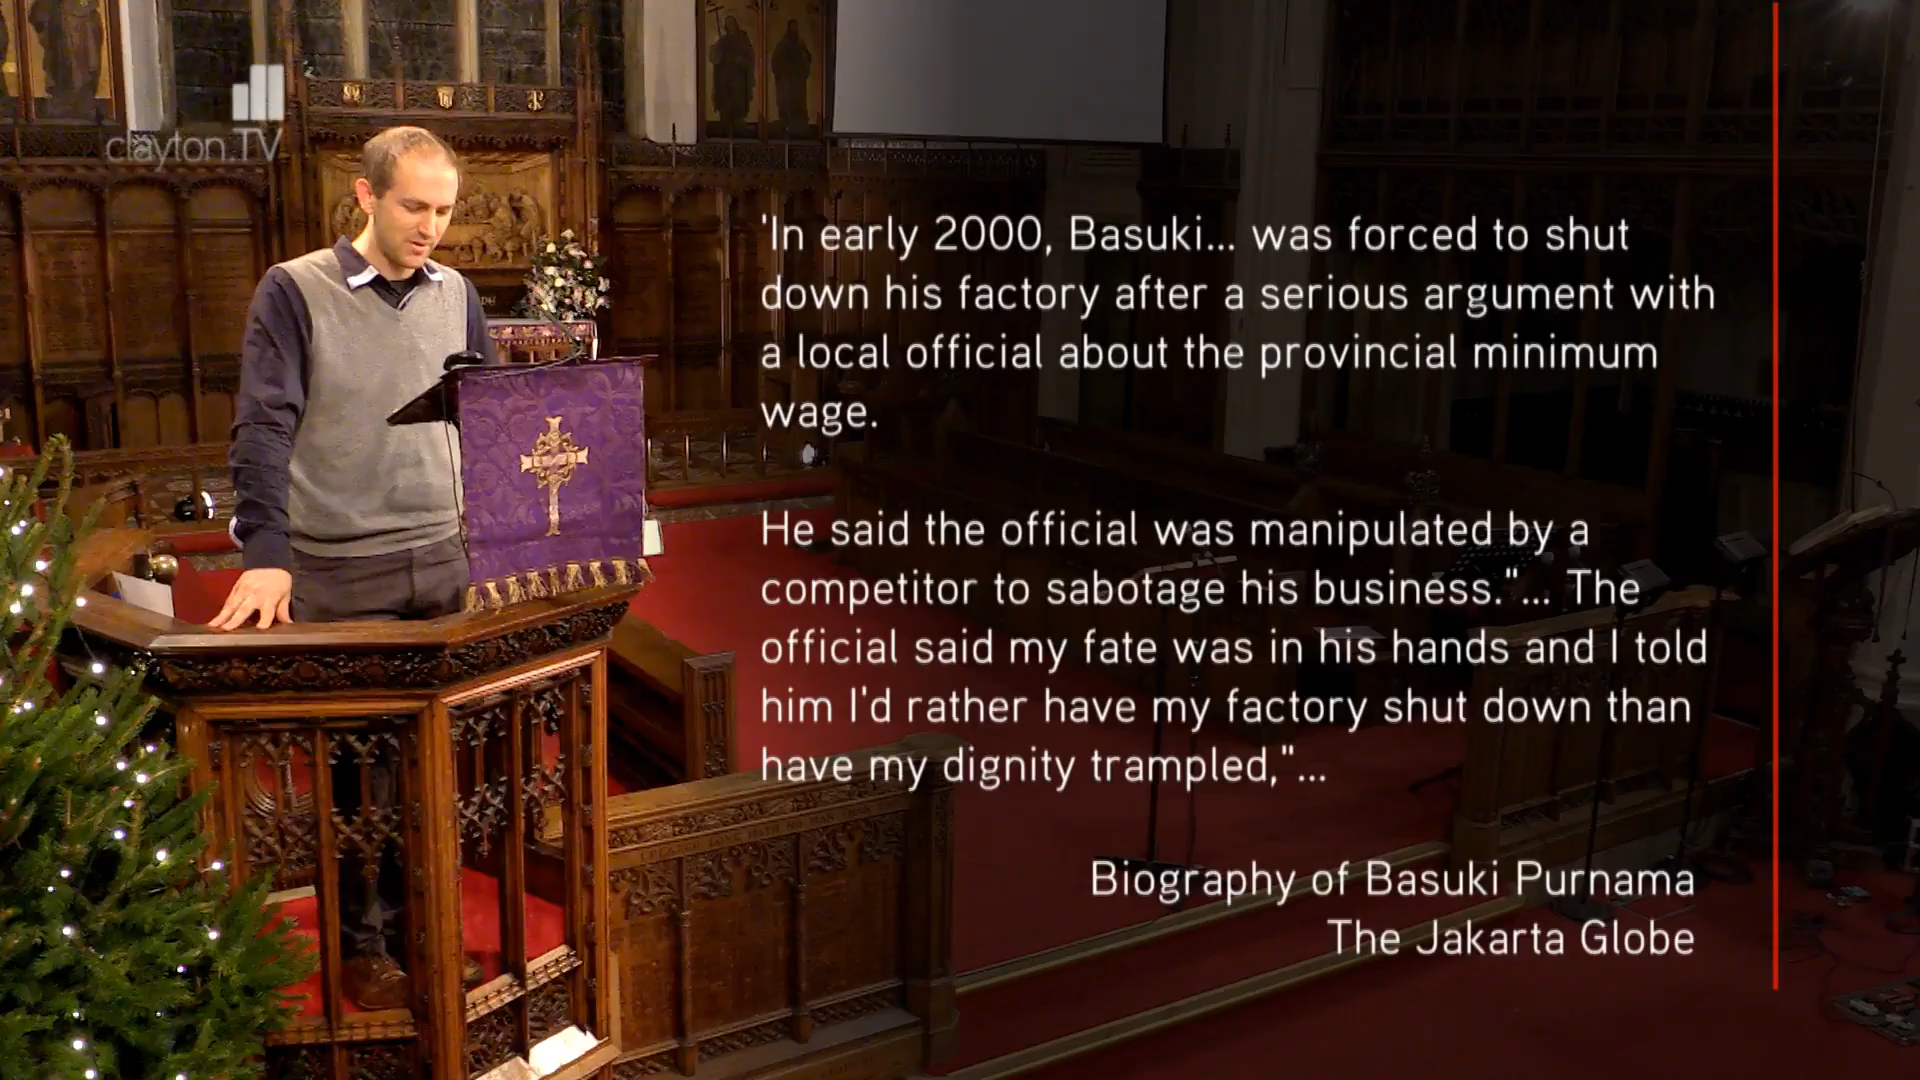 clayton.TV
'In early 2000, Basuki... was forced to shut
down his factory after a serious argument with
a local official about the provincial minimum
wage.
He said the official was manipulated by a
competitor to sabotage his business."... The
official said my fate was in his hands and I told
him I'd rather have my factory shut down than
have my dignity trampled,"...
Biography of Basuki Purnama
The Jakarta Globe